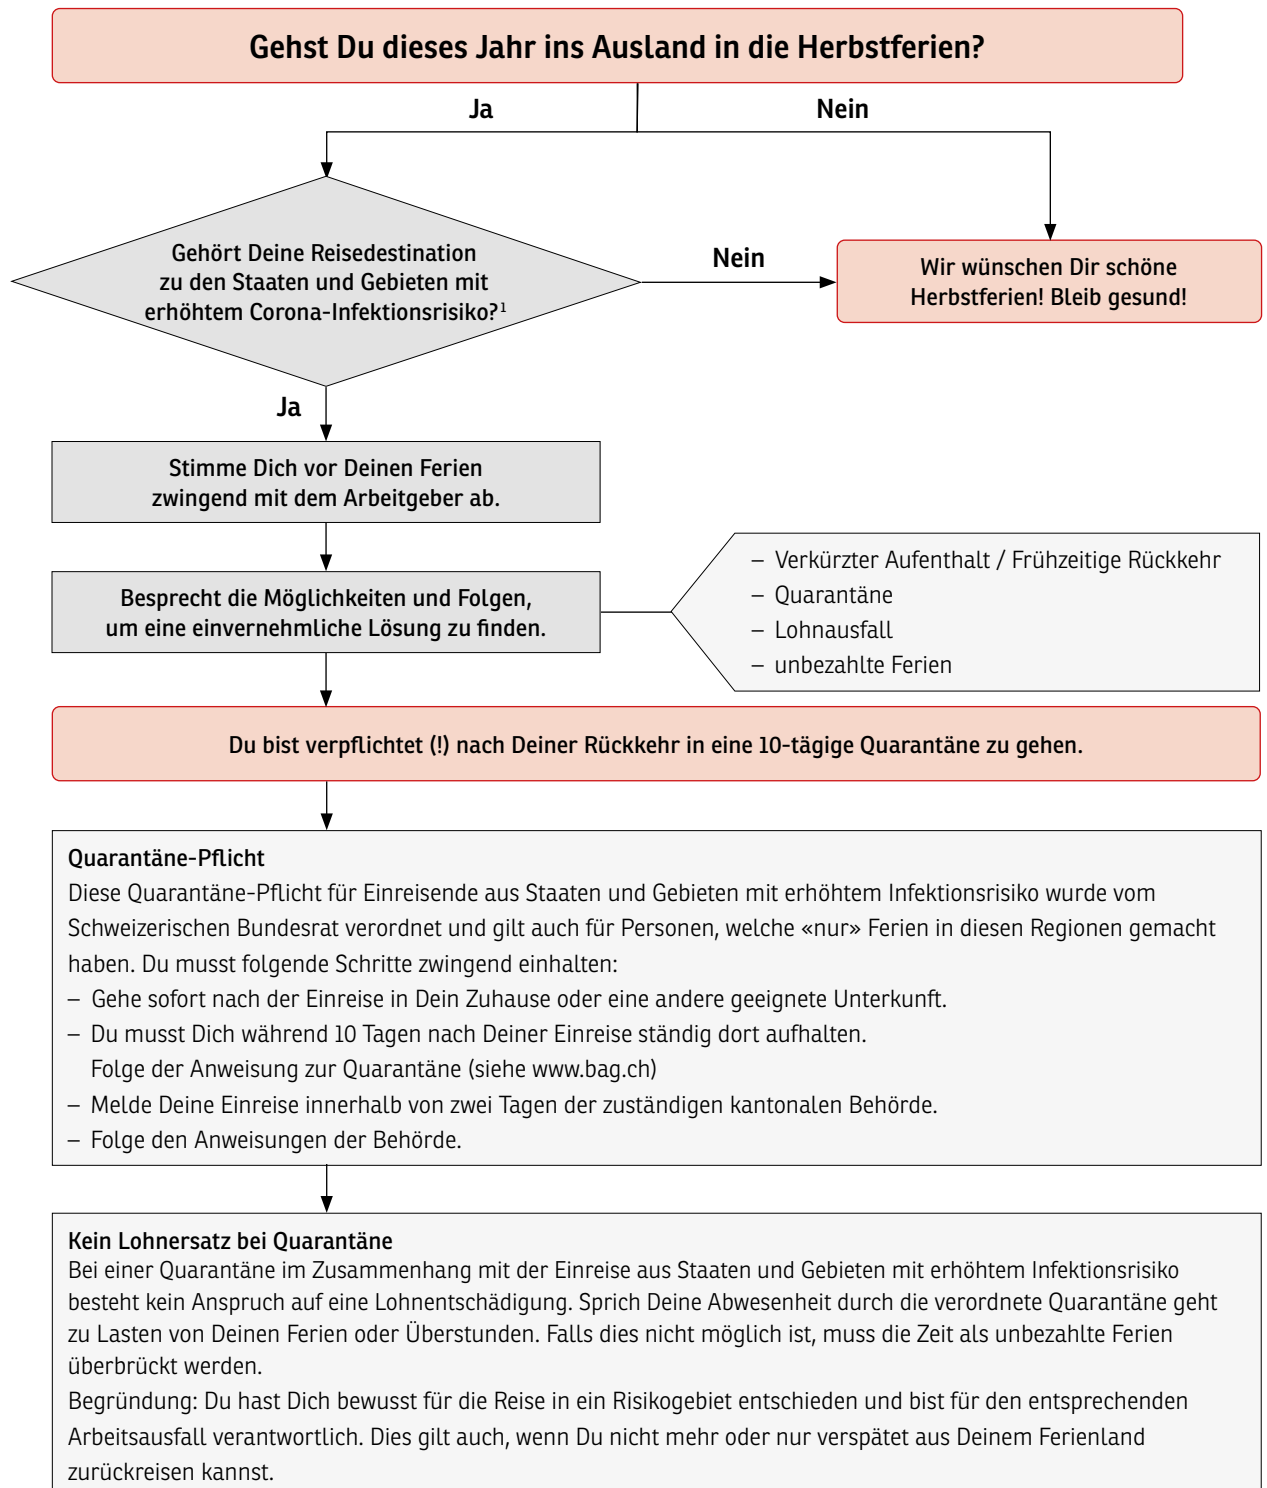 Gehst Du dieses Jahr ins Ausland in die Herbstferien?
Ja
Nein
Gehört Deine Reisedestination
zu den Staaten und Gebieten mit
erhöhtem Corona-Infektionsrisiko?¹
Nein
Wir wünschen Dir schöne
Herbstferien! Bleib gesund!
Ja
Stimme Dich vor Deinen Ferien
zwingend mit dem Arbeitgeber ab.
Besprecht die Möglichkeiten und Folgen,
um eine einvernehmliche Lösung zu finden.
– Verkürzter Aufenthalt / Frühzeitige Rückkehr
– Quarantäne
– Lohnausfall
– unbezahlte Ferien
Du bist verpflichtet (!) nach Deiner Rückkehr in eine 10-tägige Quarantäne zu gehen.
Quarantäne-Pflicht
Diese Quarantäne-Pflicht für Einreisende aus Staaten und Gebieten mit erhöhtem Infektionsrisiko wurde vom
Schweizerischen Bundesrat verordnet und gilt auch für Personen, welche «nur» Ferien in diesen Regionen gemacht
haben. Du musst folgende Schritte zwingend einhalten:
– Gehe sofort nach der Einreise in Dein Zuhause oder eine andere geeignete Unterkunft.
– Du musst Dich während 10 Tagen nach Deiner Einreise ständig dort aufhalten.
Folge der Anweisung zur Quarantäne (siehe www.bag.ch)
– Melde Deine Einreise innerhalb von zwei Tagen der zuständigen kantonalen Behörde.
– Folge den Anweisungen der Behörde.
Kein Lohnersatz bei Quarantäne
Bei einer Quarantäne im Zusammenhang mit der Einreise aus Staaten und Gebieten mit erhöhtem Infektionsrisiko
besteht kein Anspruch auf eine Lohnentschädigung. Sprich Deine Abwesenheit durch die verordnete Quarantäne geht
zu Lasten von Deinen Ferien oder Überstunden. Falls dies nicht möglich ist, muss die Zeit als unbezahlte Ferien
überbrückt werden.
Begründung: Du hast Dich bewusst für die Reise in ein Risikogebiet entschieden und bist für den entsprechenden
Arbeitsausfall verantwortlich. Dies gilt auch, wenn Du nicht mehr oder nur verspätet aus Deinem Ferienland
zurückreisen kannst.